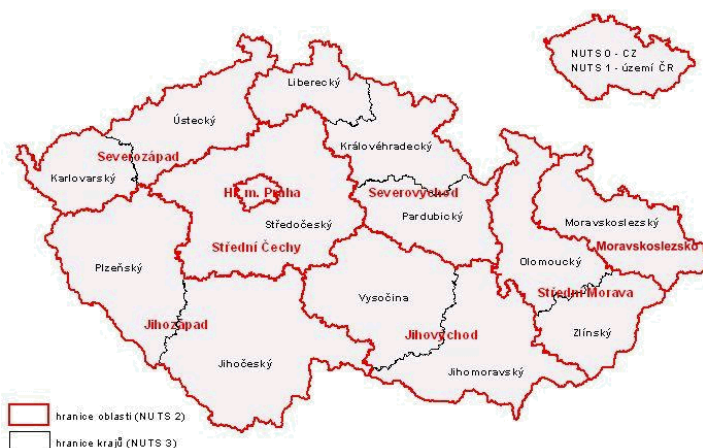 NUTS 0 - CZ
NUTS 1 - území ČR
Liberecký
Ústecký
Královéhradecký
Severozápad
Karlovarský
Hl. m. Praha
Severovýchod
Pardubický
Středočeský
Moravskoslezský
Střední Čechy
Moravskoslezsko
Plzeňský
Olomoucký
Střední Morava
Vysočina
Jihozápad
Jihovýchod
Zlínský
Jihočeský
Jihomoravský
hranice oblastí (NUTS 2)
hranice krajů (NUTS 3)